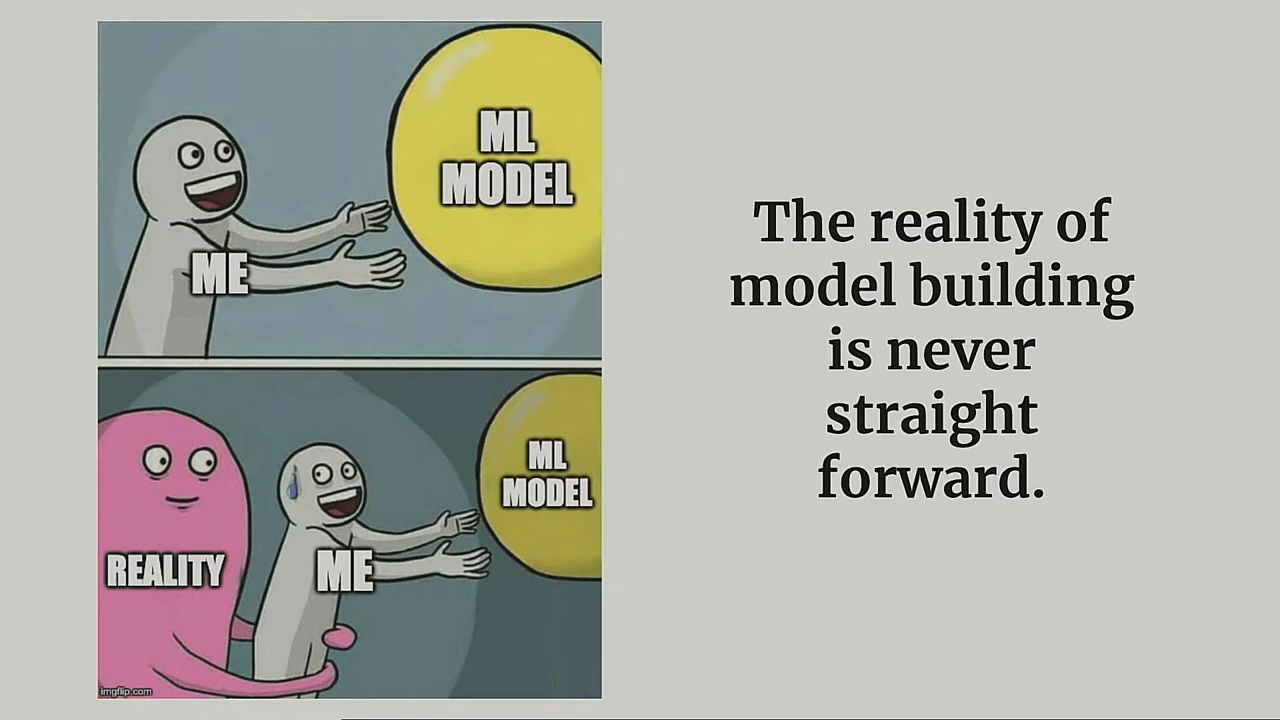 ML
MODEL
ME
ML
MODEL
REALITY
ME
imgflip.com
The reality of
model building
is never
straight
forward.